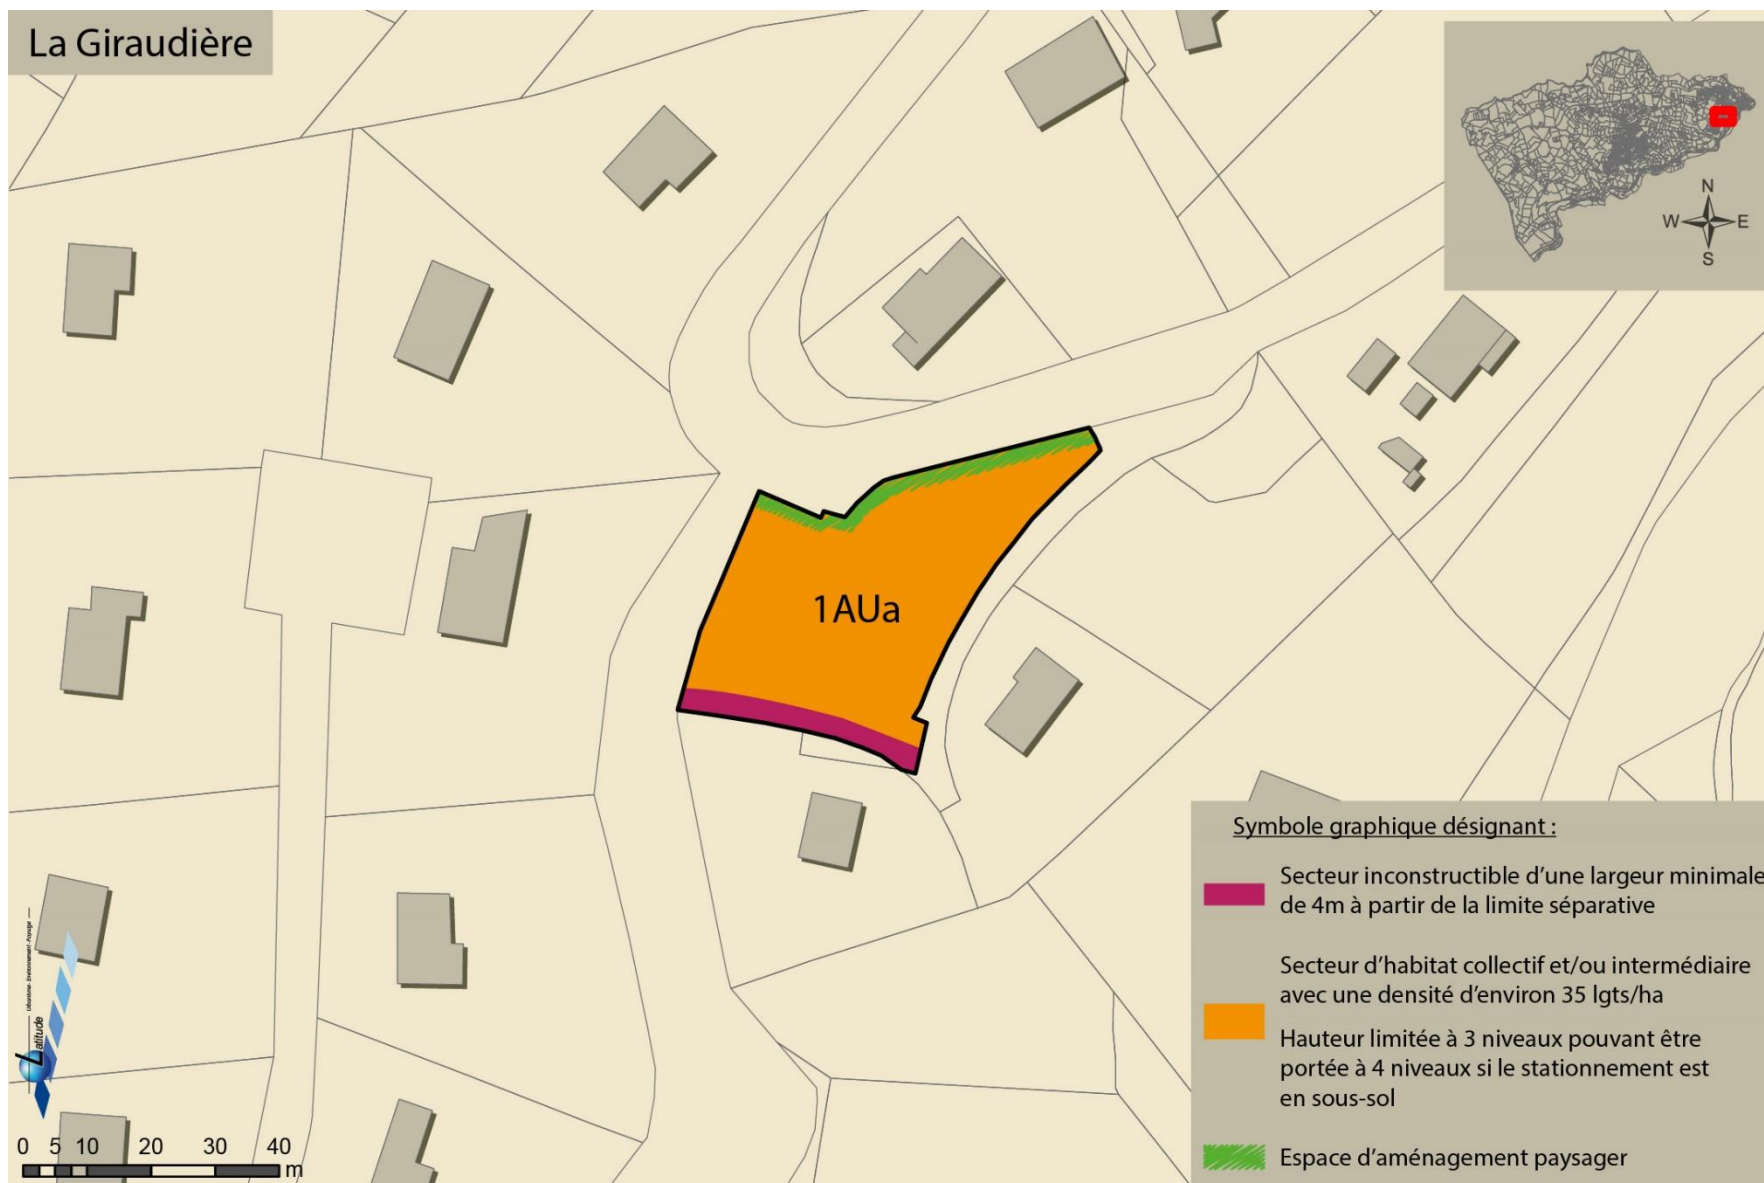 La Giraudière
N
W E
S
1AUa
Symbole graphique désignant :
Secteur inconstructible d'une largeur minimale
de 4m à partir de la limite séparative
Secteur d'habitat collectif et/ou intermédiaire
avec une densité d'environ 35 lgts/ha
Hauteur limitée à 3 niveaux pouvant être
portée à 4 niveaux si le stationnement est
en sous-sol
Espace d'aménagement paysager
Latitude
Urbanisme-Environnement-Paysage
0 5 10 20 30 40
m